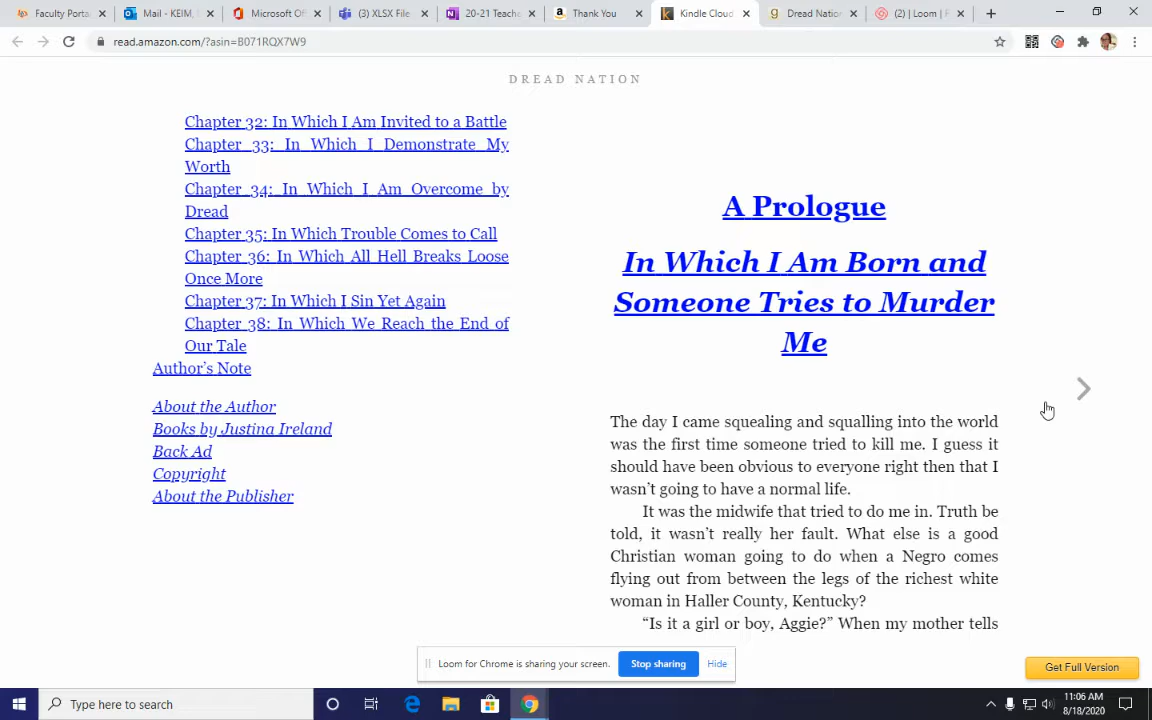 Faculty Porta
Mail - KEIM,
Microsoft Of
(3) XLSX File
20-21 Teache
Thank You
Kindle Cloud
Dread Natio
(2) | Loom | F
read.amazon.com/?asin=B071RQX7W9
DREAD NATION
Chapter 32: In Which I Am Invited to a Battle
Chapter 33: In Which I Demonstrate My
Worth
Chapter 34: In Which I Am Overcome by
Dread
Chapter 35: In Which Trouble Comes to Call
Chapter 36: In Which All Hell Breaks Loose
Once More
Chapter 37: In Which I Sin Yet Again
Chapter 38: In Which We Reach the End of
Our Tale
Author's Note
About the Author
Books by Justina Ireland
Back Ad
Copyright
About the Publisher
A Prologue
In Which I Am Born and
Someone Tries to Murder
Me
The day I came squealing and squalling into the world
was the first time someone tried to kill me. I guess it
should have been obvious to everyone right then that I
wasn't going to have a normal life.
It was the midwife that tried to do me in. Truth be
told, it wasn't really her fault. What else is a good
Christian woman going to do when a Negro comes
flying out from between the legs of the richest white
woman in Haller County, Kentucky?
"Is it a girl or boy, Aggie?" When my mother tells
Loom for Chrome is sharing your screen.
Stop sharing
Hide
Get Full Version
Type here to search
11:06 AM
8/18/2020